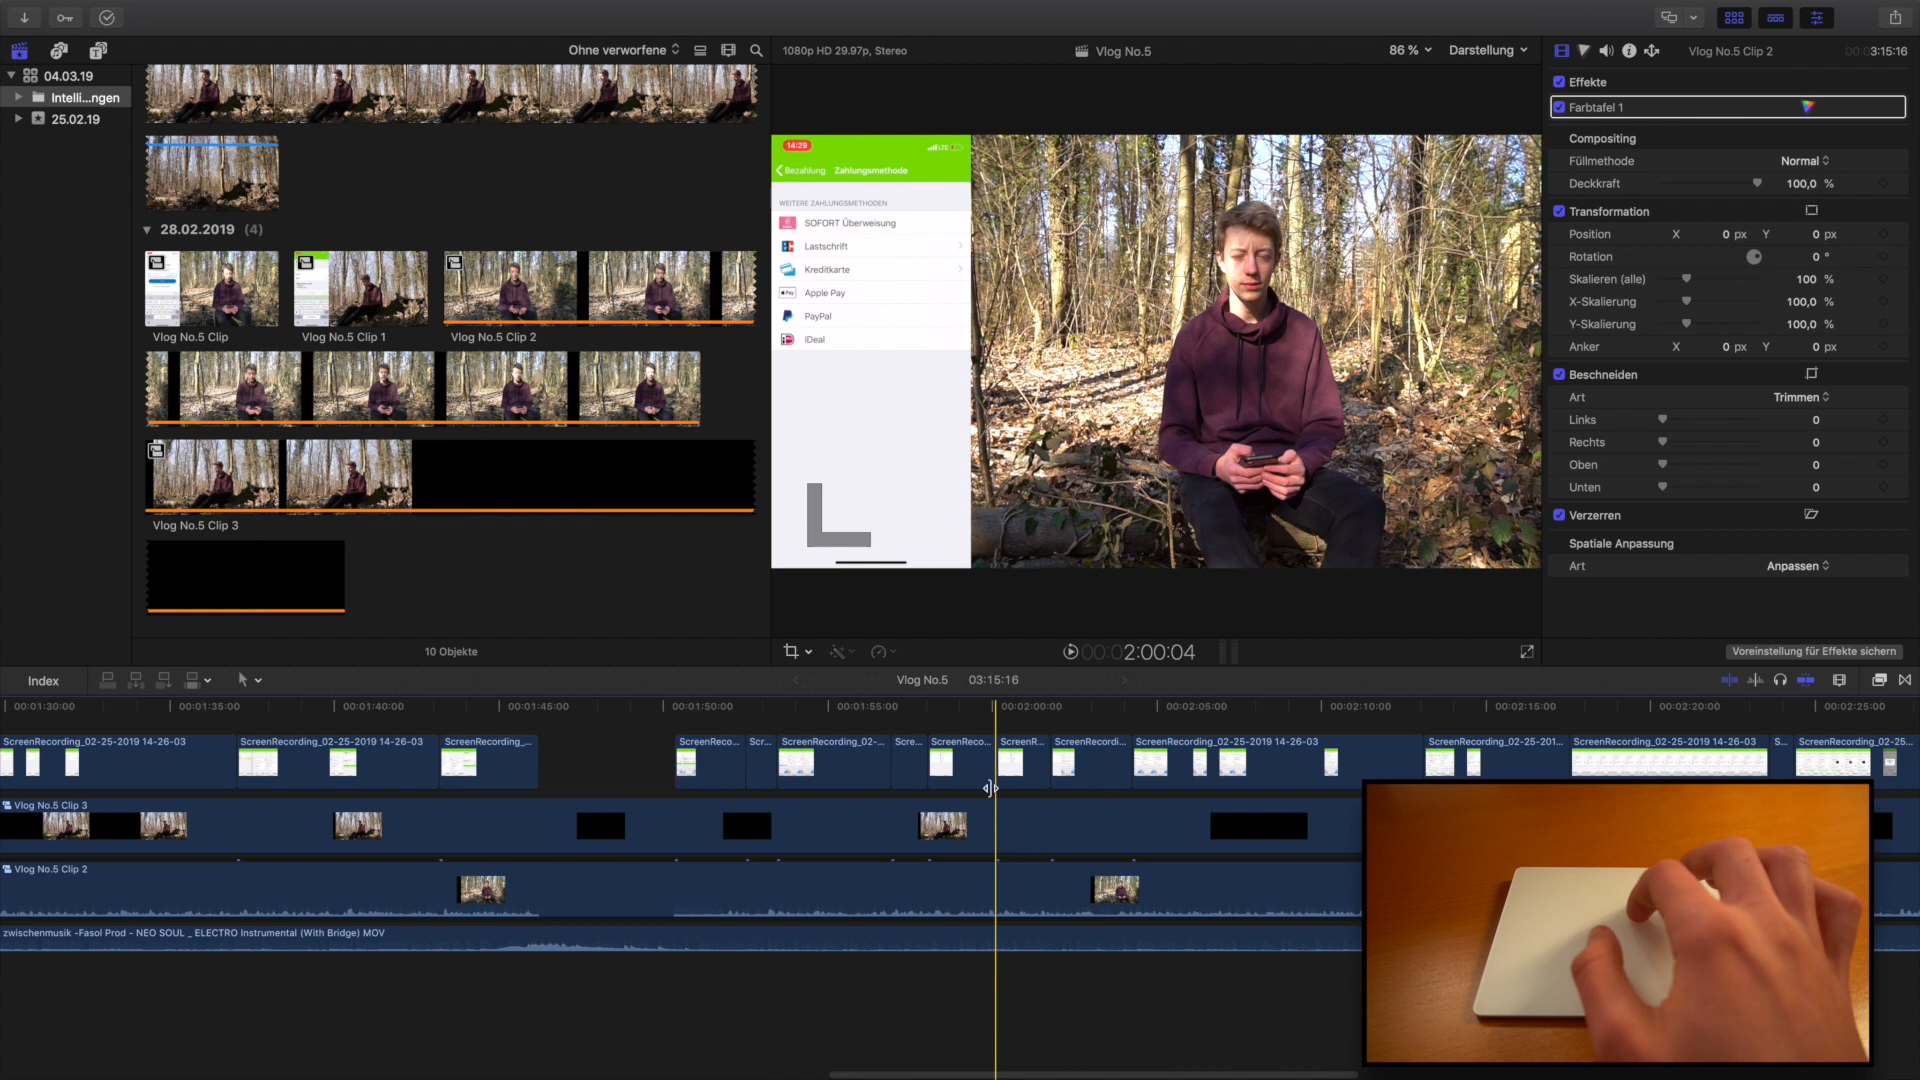 Ohne verworfene
1080p HD 29.97p, Stereo
Vlog No.5
86 %
Darstellung
Vlog No.5 Clip 2
00:03:15:16
04.03.19
Intelli...ngen
25.02.19
28.02.2019 (4)
Vlog No.5 Clip
Vlog No.5 Clip 1
Vlog No.5 Clip 2
Vlog No.5 Clip 3
10 Objekte
14:29
LTE
Bezahlung
Zahlungsmethode
WEITERE ZAHLUNGSMETHODEN
SOFORT Überweisung
Lastschrift
Kreditkarte
Apple Pay
PayPal
iDeal
00:02:00:04
Effekte
Farbtafel 1
Compositing
Füllmethode Normal
Deckkraft 100,0 %
Transformation
Position X 0 px Y 0 px
Rotation 0 °
Skalieren (alle) 100 %
X-Skalierung 100,0 %
Y-Skalierung 100,0 %
Anker X 0 px Y 0 px
Beschneiden
Art Trimmen
Links 0
Rechts 0
Oben 0
Unten 0
Verzerren
Spatiale Anpassung
Art Anpassen
Voreinstellung für Effekte sichern
Index
Vlog No.5 03:15:16
00:01:30:00 00:01:35:00 00:01:40:00 00:01:45:00 00:01:50:00 00:01:55:00 00:02:00:00 00:02:05:00 00:02:10:00 00:02:15:00 00:02:20:00 00:02:25:00
ScreenRecording_02-25-2019 14-26-03 ScreenRecording_02-25-2019 14-26-03 ScreenRecording_... ScreenReco... Scr... ScreenRecording_02-... Scre... ScreenReco... ScreenR... ScreenRecordi... ScreenRecording_02-25-2019 14-26-03 ScreenRecording_02-25-201... ScreenRecording_02-25-2019 14-26-03 S... ScreenRecording_02-25...
Vlog No.5 Clip 3
Vlog No.5 Clip 2
zwischenmusik -Fasol Prod - NEO SOUL _ ELECTRO Instrumental (With Bridge) MOV